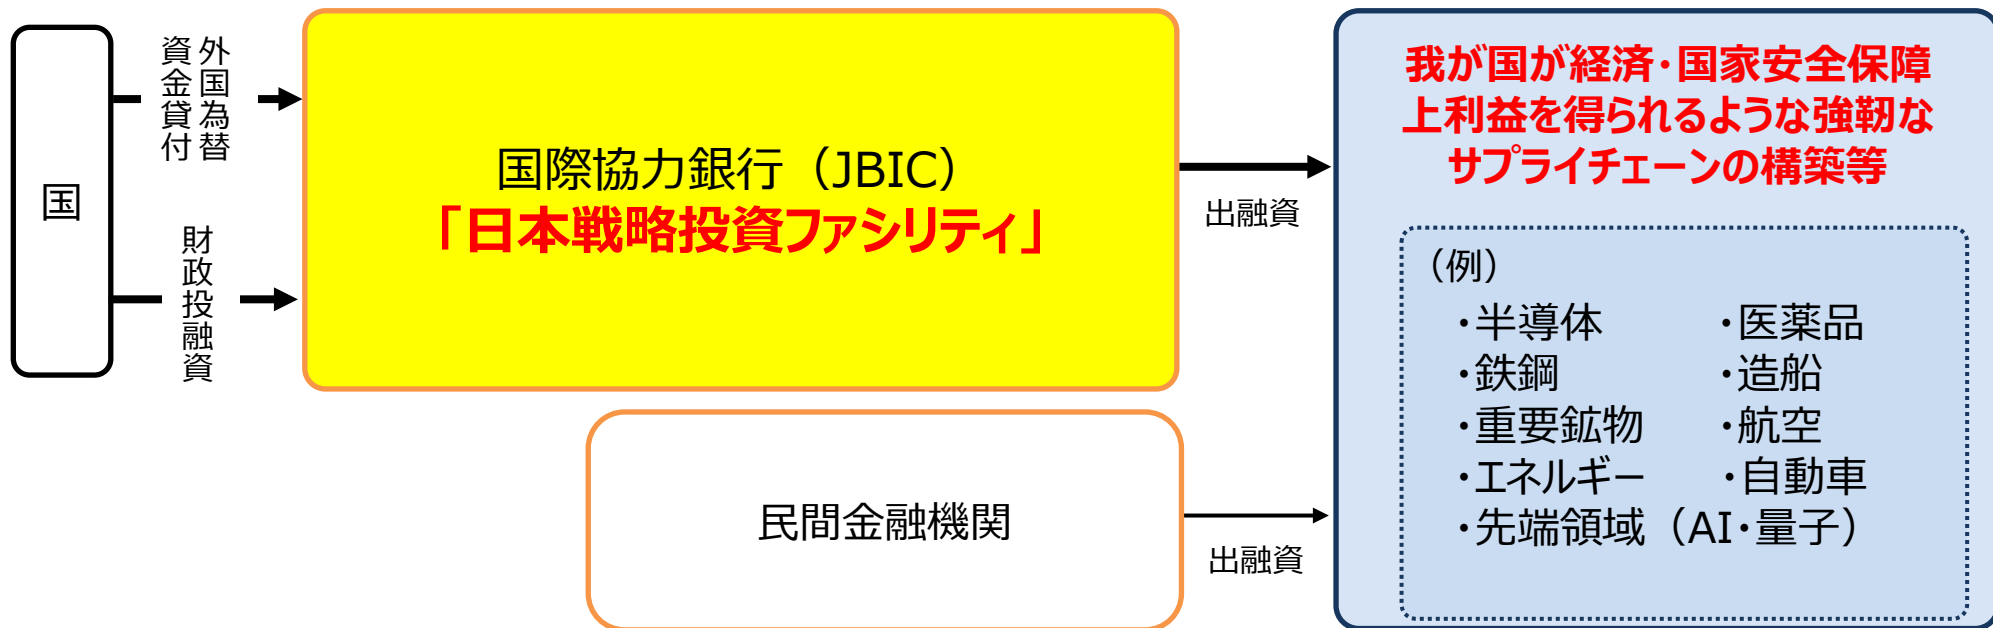 国
外国為替
資金貸付
財政投融資
国際協力銀行（JBIC）
「日本戦略投資ファシリティ」
民間金融機関
出融資
出融資
我が国が経済・国家安全保障
上利益を得られるような強靭な
サプライチェーンの構築等
（例）
・半導体　・医薬品
・鉄鋼　・造船
・重要鉱物　・航空
・エネルギー　・自動車
・先端領域（AI・量子）